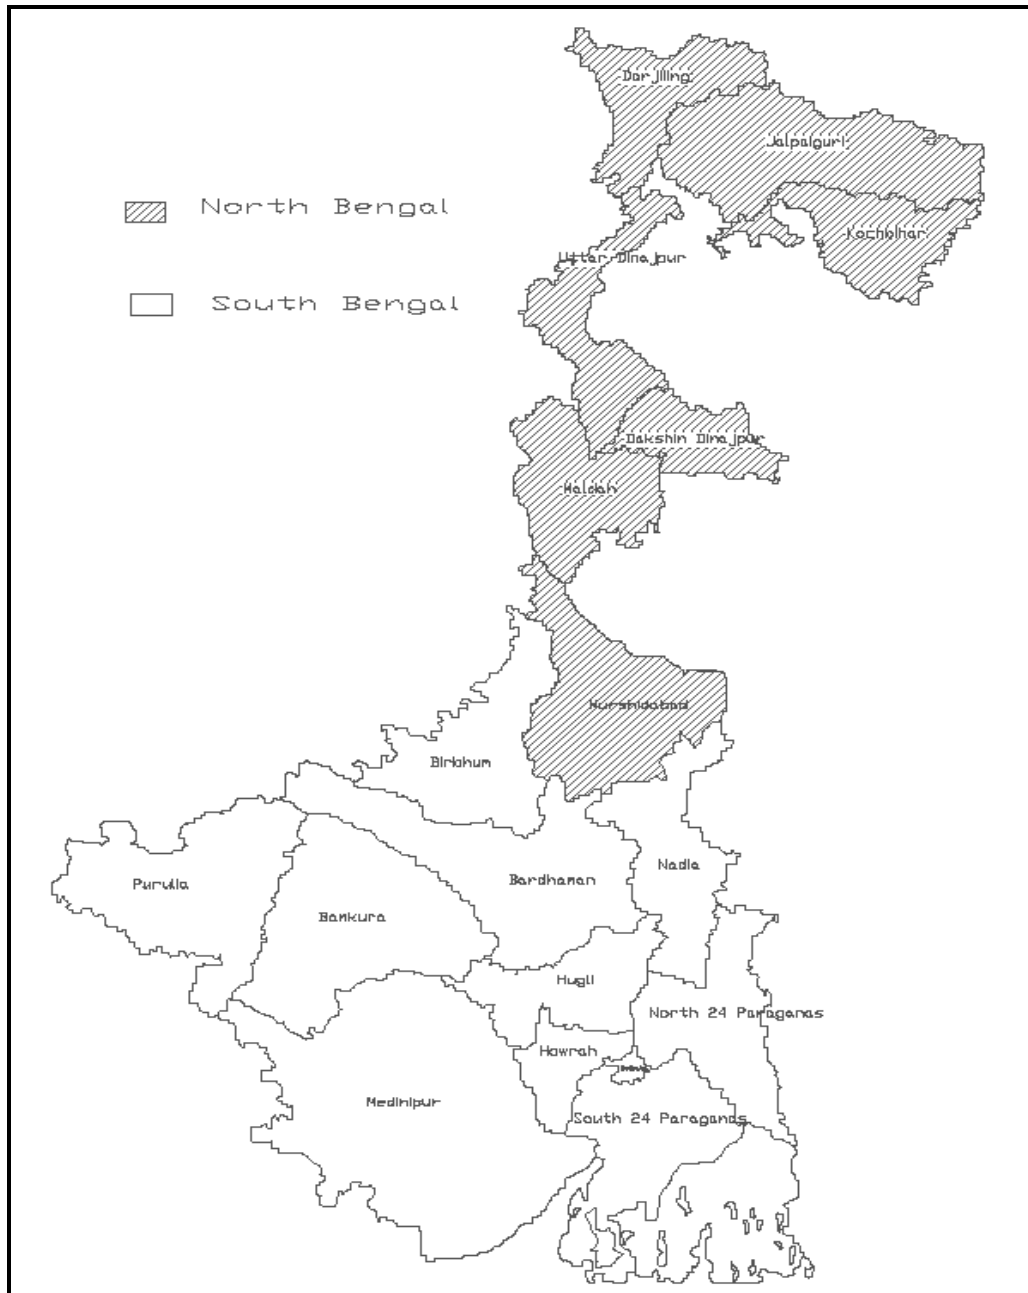 Darjiling
Jalpaiguri
North Bengal
Kochbihar
Uttar Dinajpur
South Bengal
Dakshin Dinajpur
Maldah
Murshidabad
Birbhum
Nadia
Bardhaman
Purulia
Bankura
Hugli
North 24 Paraganas
Howrah
Medinipur
South 24 Paraganas